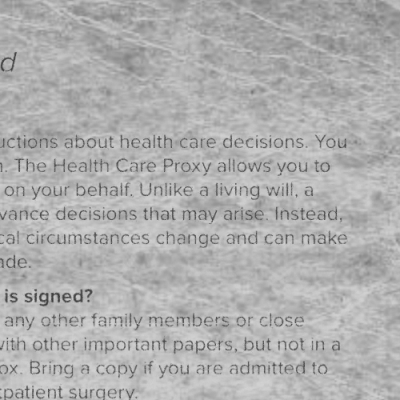 d
uctions about health care decisions. You
n. The Health Care Proxy allows you to
on your behalf. Unlike a living will, a
vance decisions that may arise. Instead,
cal circumstances change and can make
ade.
is signed?
any other family members or close
with other important papers, but not in a
ox. Bring a copy if you are admitted to
tpatient surgery.